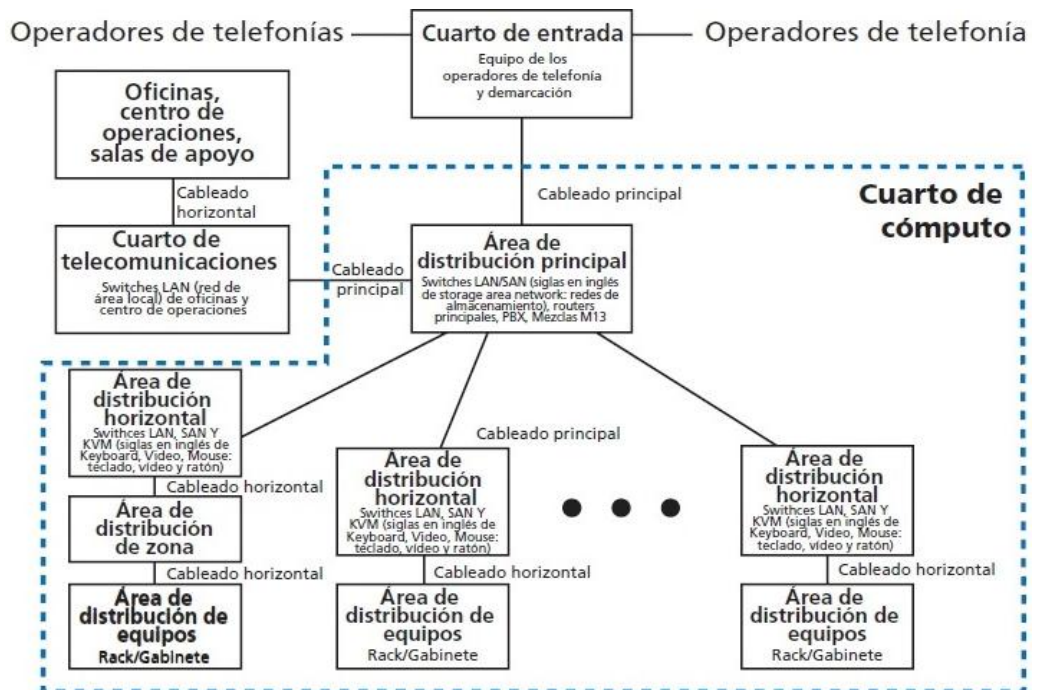 Operadores de telefonías
Cuarto de entrada
Equipo de los
operadores de telefonía
y demarcación
Operadores de telefonía
Oficinas,
centro de
operaciones,
salas de apoyo
Cableado
horizontal
Cableado principal
Cuarto de
cómputo
Cuarto de
telecomunicaciones
Switches LAN (red de
área local) de oficinas y
centro de operaciones
Cableado
principal
Área de
distribución principal
Switches LAN/SAN (siglas en inglés
de storage area network: redes de
almacenamiento), routers
principales, PBX, Mezclas M13
Área de
distribución
horizontal
Swithces LAN, SAN Y
KVM (siglas en inglés de
Keyboard, Video, Mouse:
teclado, vídeo y ratón)
Cableado horizontal
Área de
distribución
de zona
Cableado horizontal
Área de
distribución de
equipos
Rack/Gabinete
Cableado principal
Área de
distribución
horizontal
Swithces LAN, SAN Y
KVM (siglas en inglés de
Keyboard, Video, Mouse:
teclado, vídeo y ratón)
Cableado horizontal
Área de
distribución de
equipos
Rack/Gabinete
Área de
distribución
horizontal
Swithces LAN, SAN Y
KVM (siglas en inglés de
Keyboard, Video, Mouse:
teclado, vídeo y ratón)
Cableado horizontal
Área de
distribución de
equipos
Rack/Gabinete